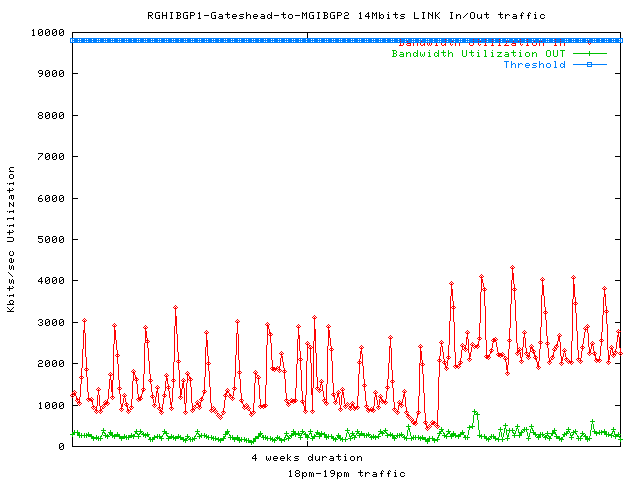 RGHIBGP1-Gateshead-to-MGIBGP2 14Mbits LINK In/Out traffic
10000
Bandwidth Utilization IN
Bandwidth Utilization OUT
Threshold
9000
8000
7000
6000
5000
4000
3000
2000
1000
0
Kbits/sec Utilization
4 weeks duration
18pm-19pm traffic